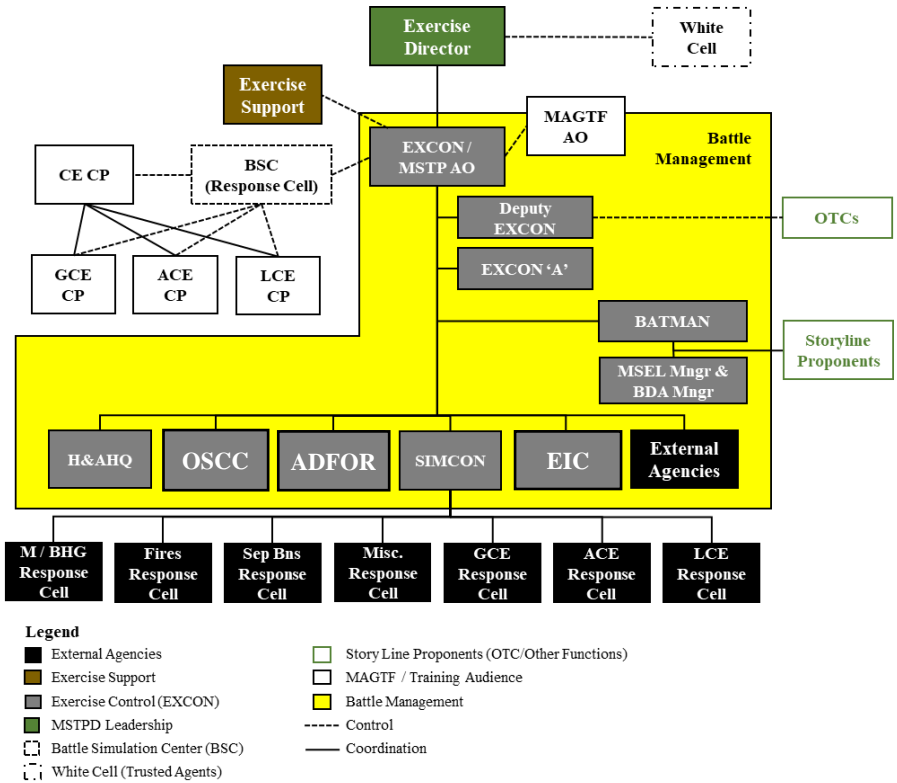 Exercise
Director
White
Cell
Exercise
Support
MAGTF
AO
Battle
Management
EXCON /
MSTP AO
CE CP
BSC
(Response Cell)
Deputy
EXCON
OTCs
GCE
CP
ACE
CP
LCE
CP
EXCON ‘A’
BATMAN
Storyline
Proponents
MSEL Mngr &
BDA Mngr
H&AHQ
OSCC
ADFOR
SIMCON
EIC
External
Agencies
M / BHG
Response
Cell
Fires
Response
Cell
Sep Bns
Response
Cell
Misc.
Response
Cell
GCE
Response
Cell
ACE
Response
Cell
LCE
Response
Cell
Legend
External Agencies
Exercise Support
Exercise Control (EXCON)
MSTPD Leadership
Battle Simulation Center (BSC)
White Cell (Trusted Agents)
Story Line Proponents (OTC/Other Functions)
MAGTF / Training Audience
Battle Management
Control
Coordination